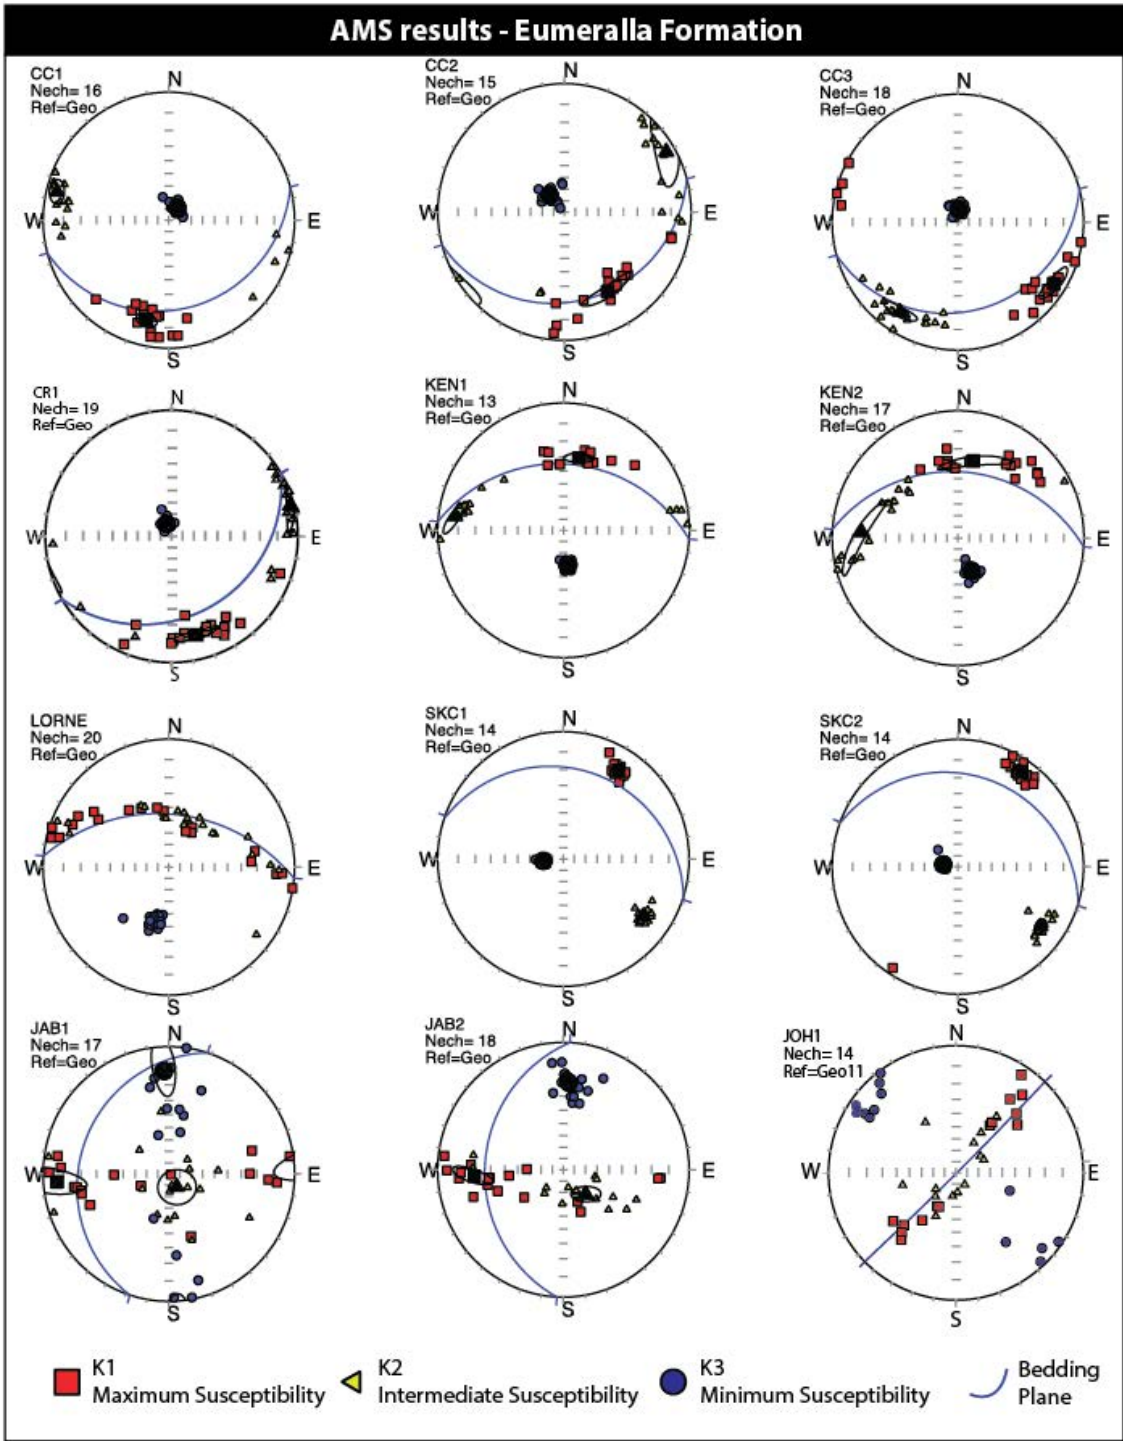 AMS results - Eumeralla Formation
CC1
Nech= 16
Ref=Geo
N
W
E
S
CC2
Nech= 15
Ref=Geo
N
W
E
S
CC3
Nech= 18
Ref=Geo
N
W
E
S
CR1
Nech= 19
Ref=Geo
N
W
E
S
KEN1
Nech= 13
Ref=Geo
N
W
E
S
KEN2
Nech= 17
Ref=Geo
N
W
E
S
LORNE
Nech= 20
Ref=Geo
N
W
E
S
SKC1
Nech= 14
Ref=Geo
N
W
E
S
SKC2
Nech= 14
Ref=Geo
N
W
E
S
JAB1
Nech= 17
Ref=Geo
N
W
E
S
JAB2
Nech= 18
Ref=Geo
N
W
E
S
JOH1
Nech= 14
Ref=Geo11
N
W
E
S
K1
Maximum Susceptibility
K2
Intermediate Susceptibility
K3
Minimum Susceptibility
Bedding
Plane